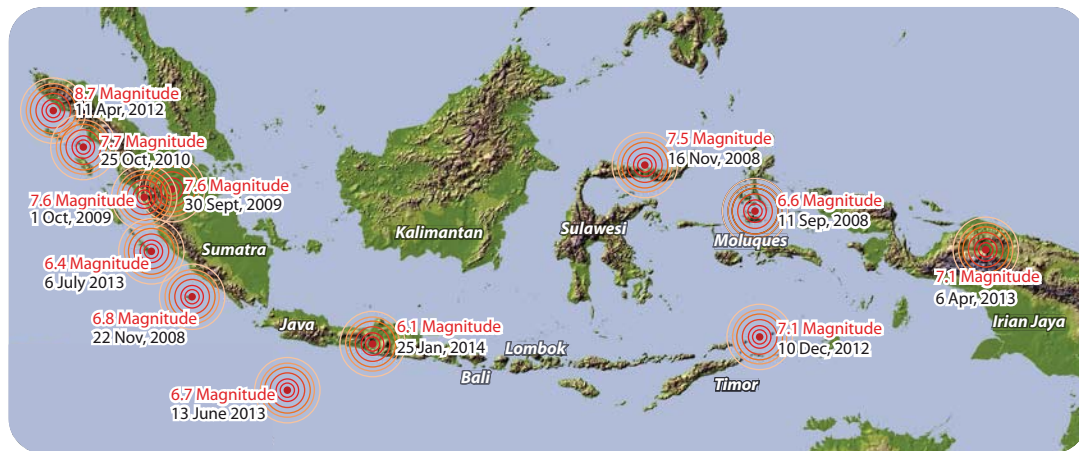 8.7 Magnitude
11 Apr, 2012
7.7 Magnitude
25 Oct, 2010
7.6 Magnitude
30 Sept, 2009
7.6 Magnitude
1 Oct, 2009
6.4 Magnitude
6 July 2013
6.8 Magnitude
22 Nov, 2008
6.7 Magnitude
13 June 2013
Sumatra
Java
6.1 Magnitude
25 Jan, 2014
Kalimantan
Bali
Lombok
7.5 Magnitude
16 Nov, 2008
Sulawesi
6.6 Magnitude
11 Sep, 2008
Moluques
7.1 Magnitude
10 Dec, 2012
Timor
7.1 Magnitude
6 Apr, 2013
Irian Jaya